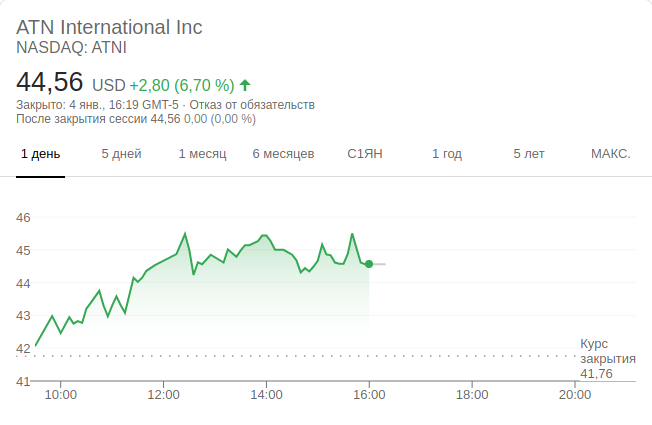 ATN International Inc
NASDAQ: ATNI
44,56 USD +2,80 (6,70 %)
Закрыто: 4 янв., 16:19 GMT-5 · Отказ от обязательств
После закрытия сессии 44,56 0,00 (0,00 %)
1 день 5 дней 1 месяц 6 месяцев С1ЯН 1 год 5 лет МАКС.
46
45
44
43
42
41
Курс
закрытия
41,76
10:00 12:00 14:00 16:00 18:00 20:00